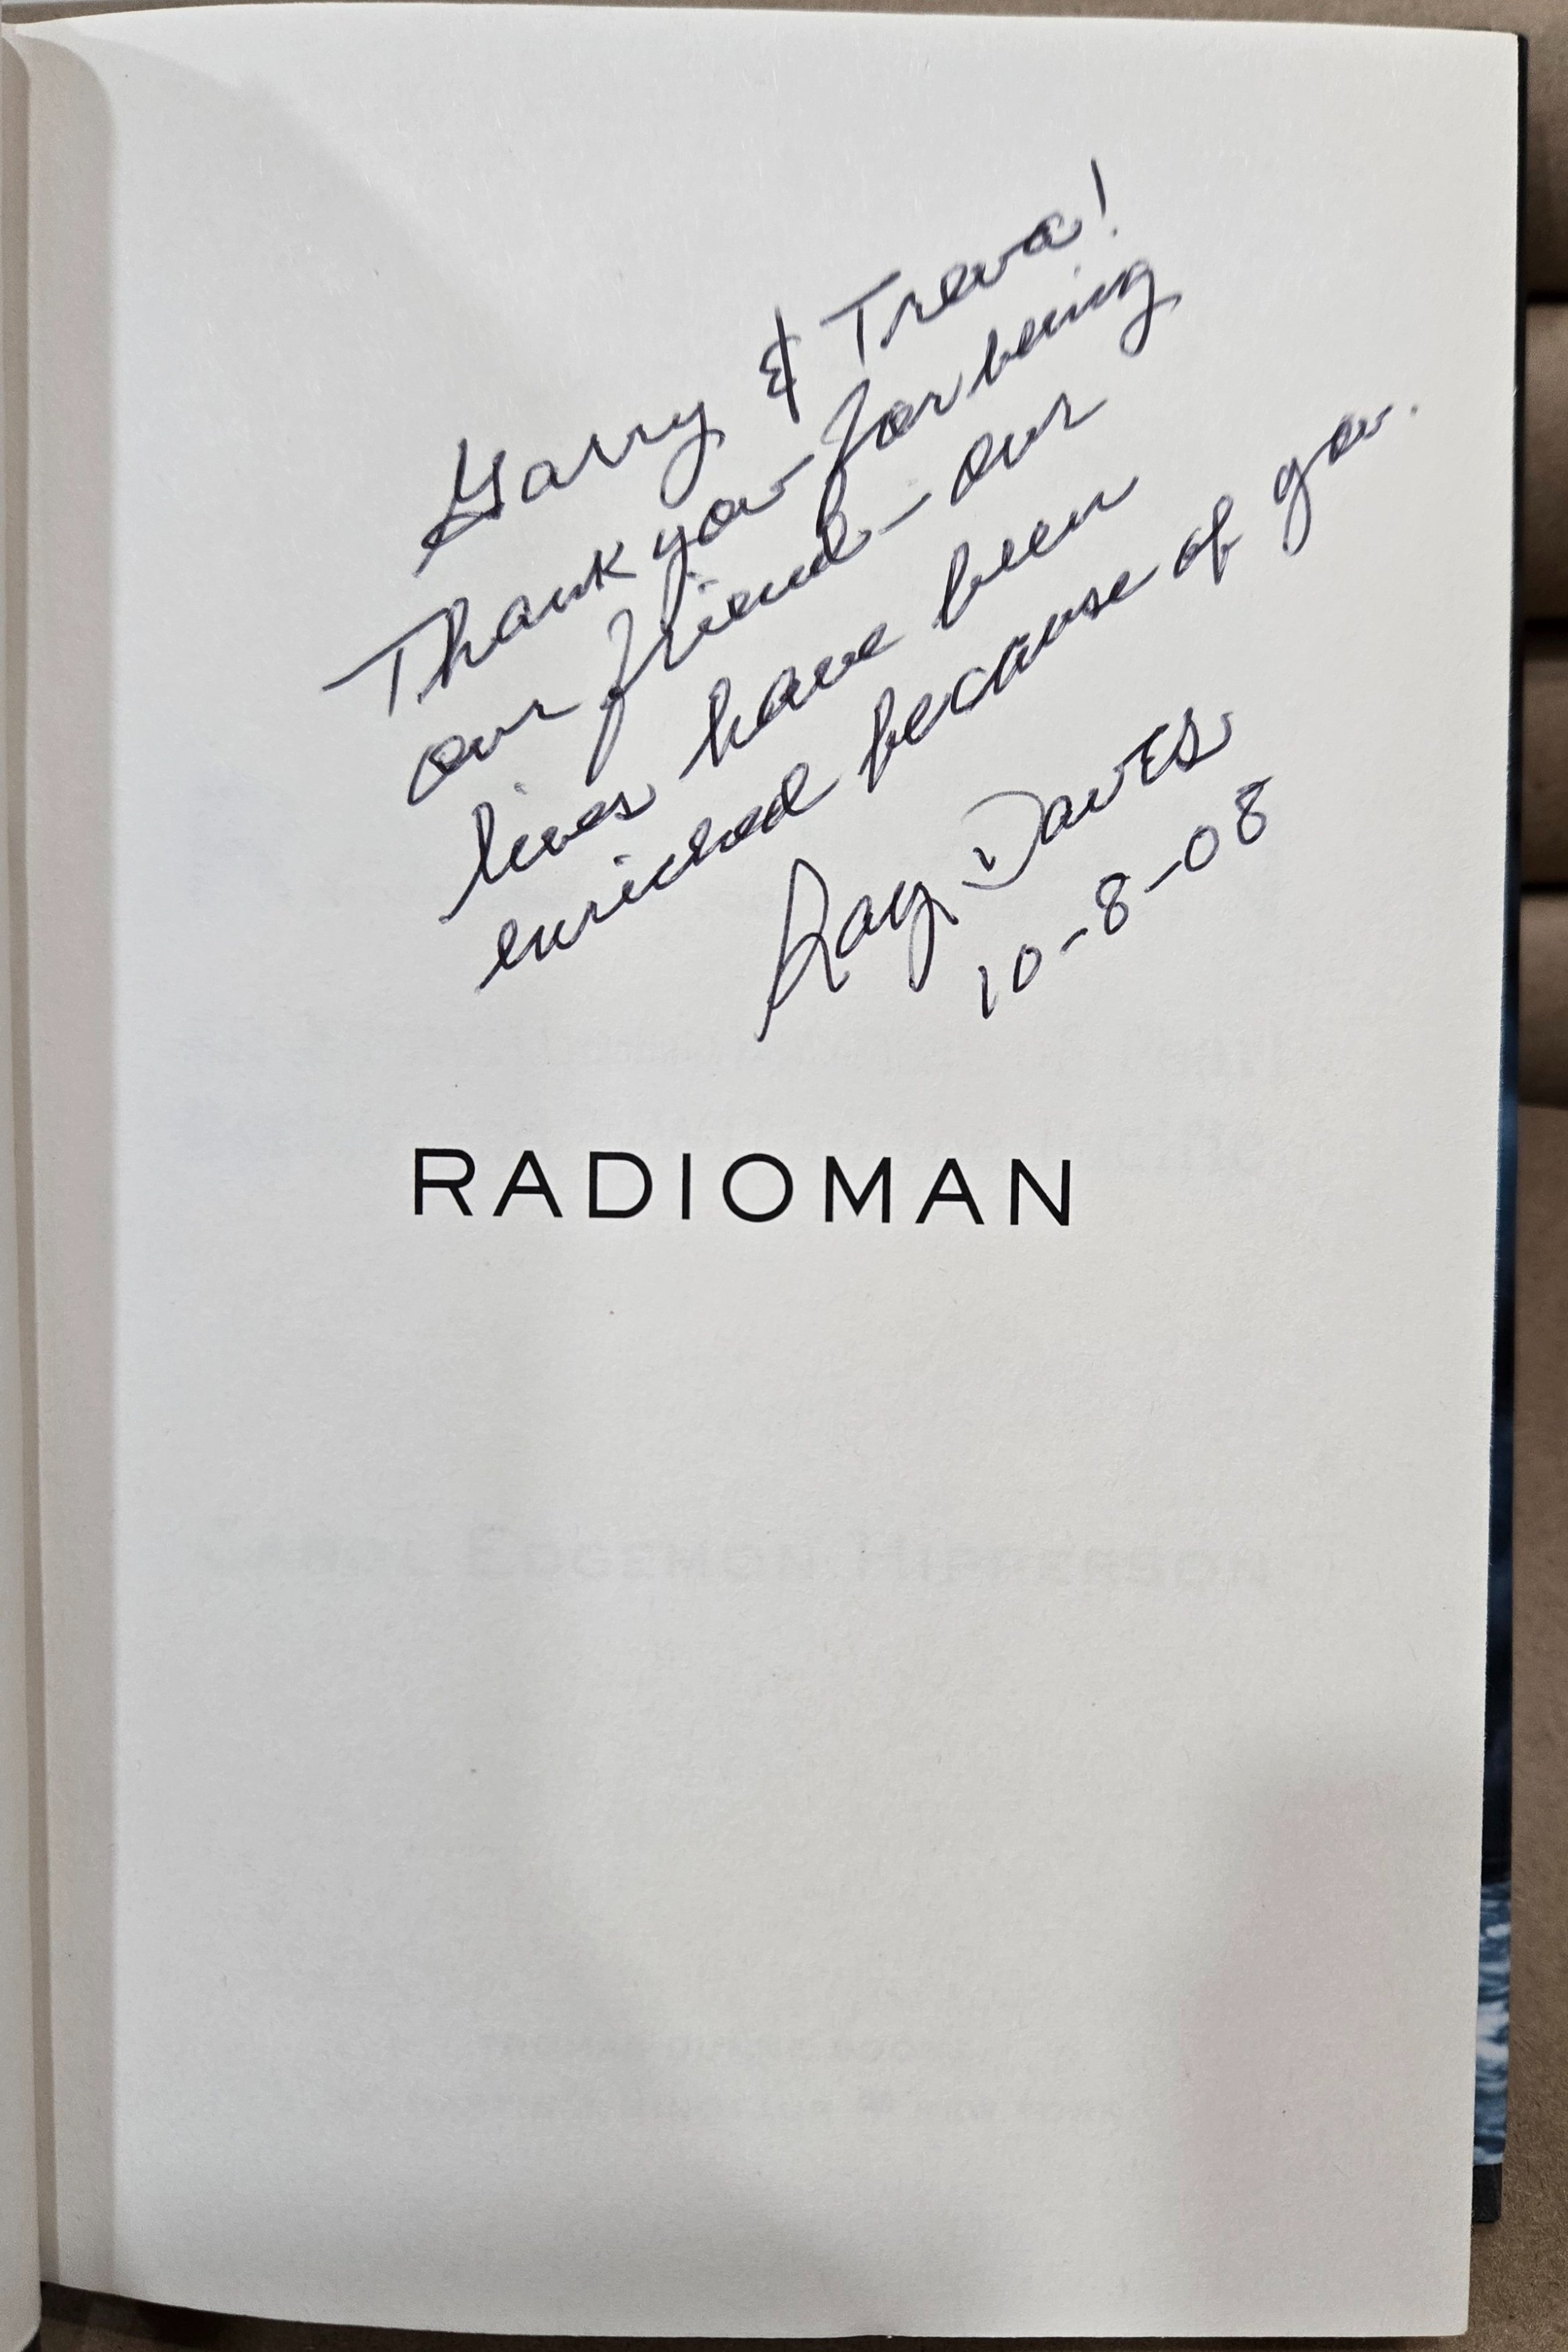 Garry & Treva!
Thank you for being
our friend - our
lives have been
enriched because of you.
Ray Daves
10-8-08
RADIOMAN